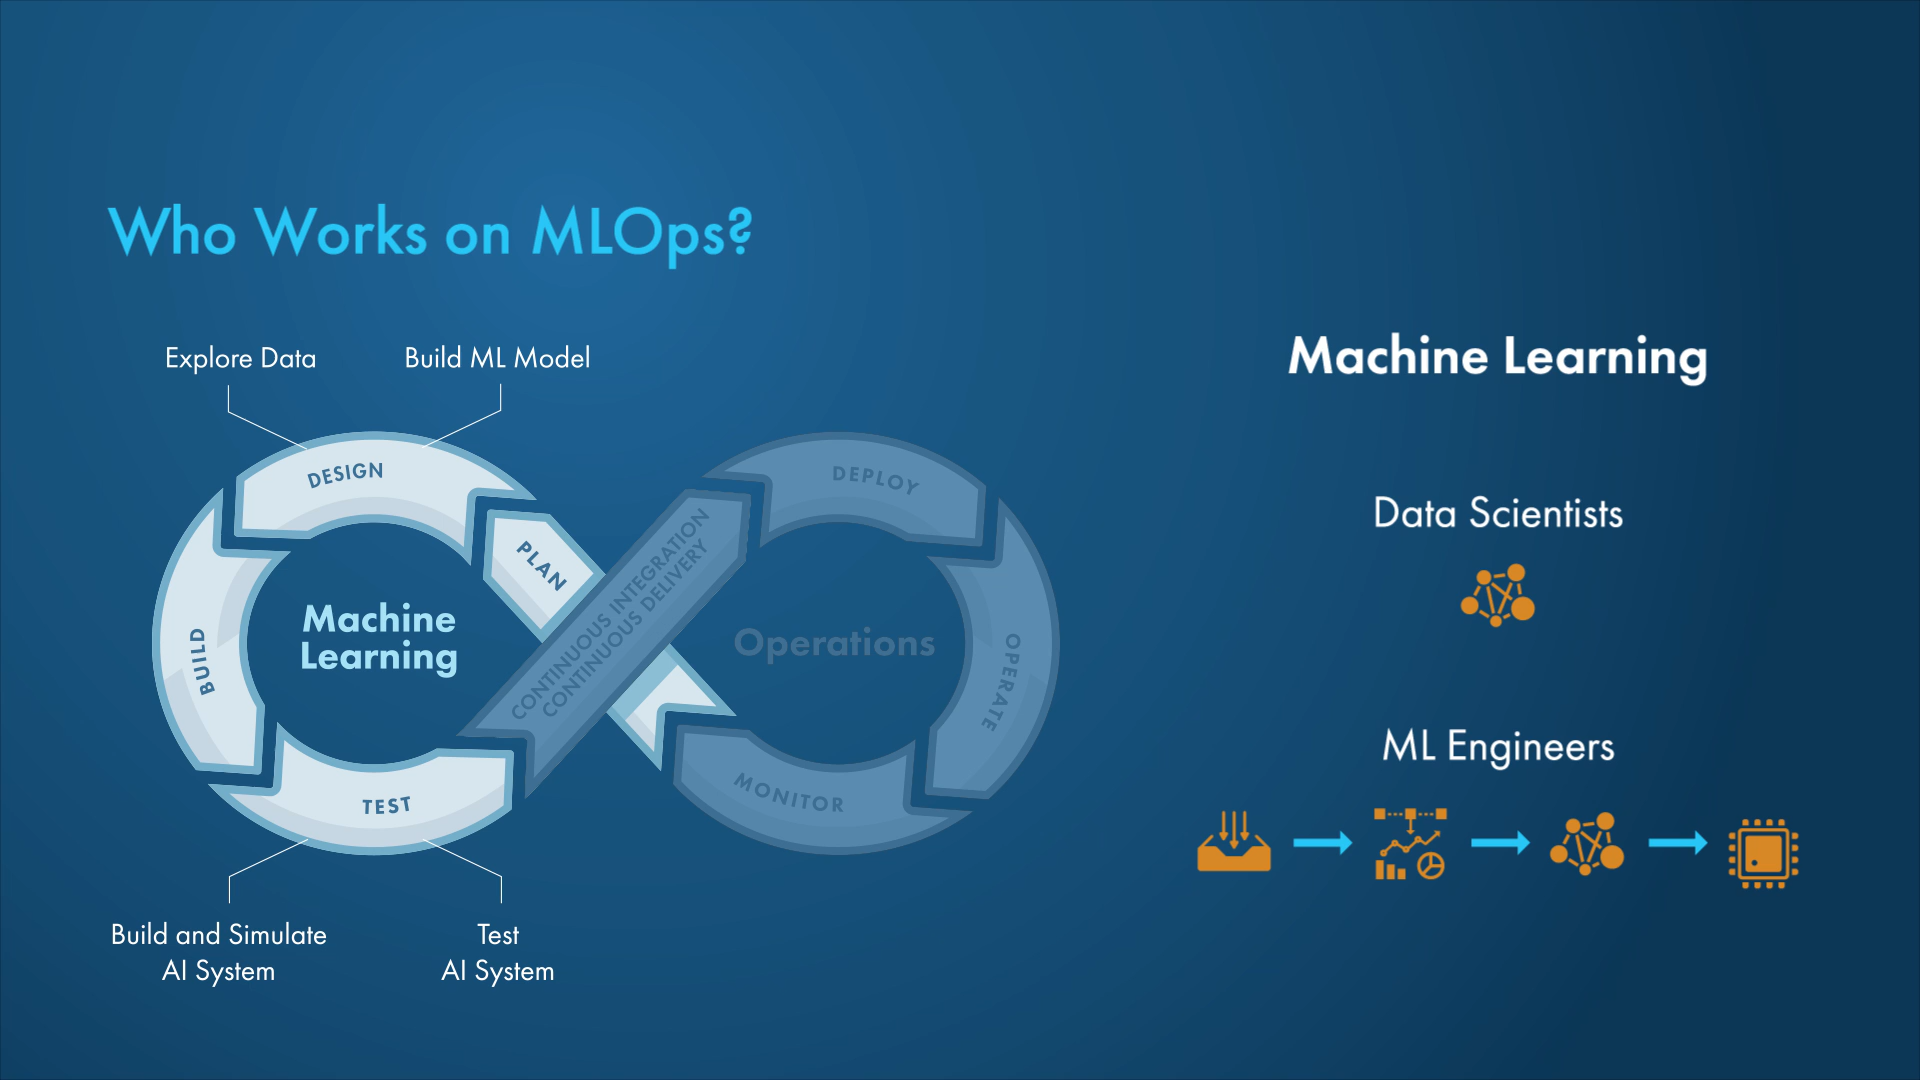 Who Works on MLOps?
Explore Data
Build ML Model
DESIGN
PLAN
BUILD
TEST
Machine
Learning
CONTINUOUS INTEGRATION
CONTINUOUS DELIVERY
DEPLOY
OPERATE
MONITOR
Operations
Build and Simulate
AI System
Test
AI System
Machine Learning
Data Scientists
ML Engineers